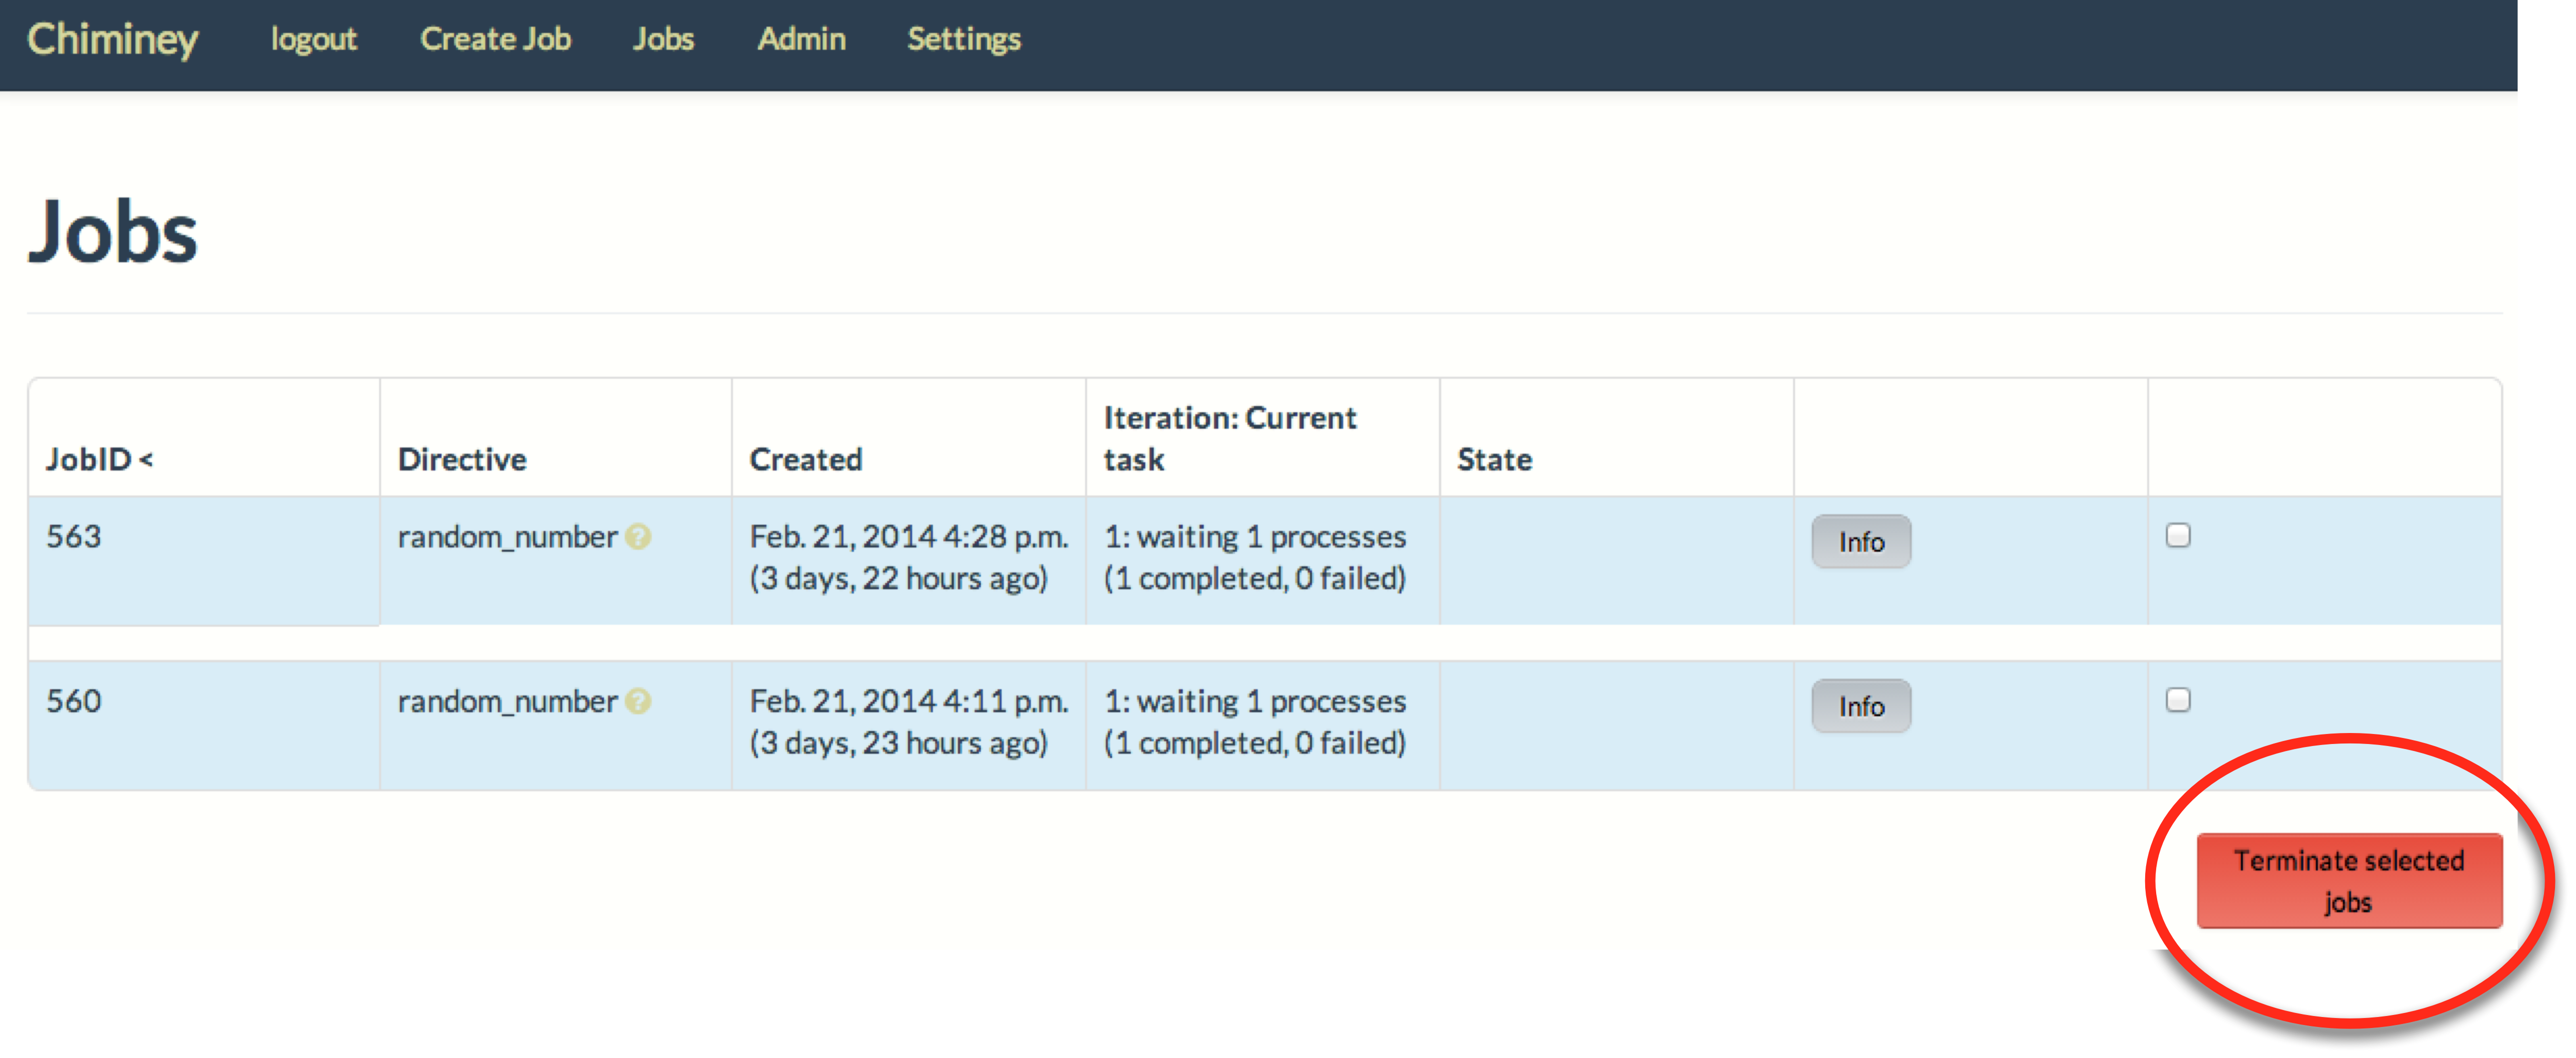 Chiminey logout Create Job Jobs Admin Settings
Jobs
JobID < Directive Created Iteration: Current task State
563 random_number ? Feb. 21, 2014 4:28 p.m. 1: waiting 1 processes Info
(3 days, 22 hours ago) (1 completed, 0 failed)
560 random_number ? Feb. 21, 2014 4:11 p.m. 1: waiting 1 processes Info
(3 days, 23 hours ago) (1 completed, 0 failed)
Terminate selected
jobs